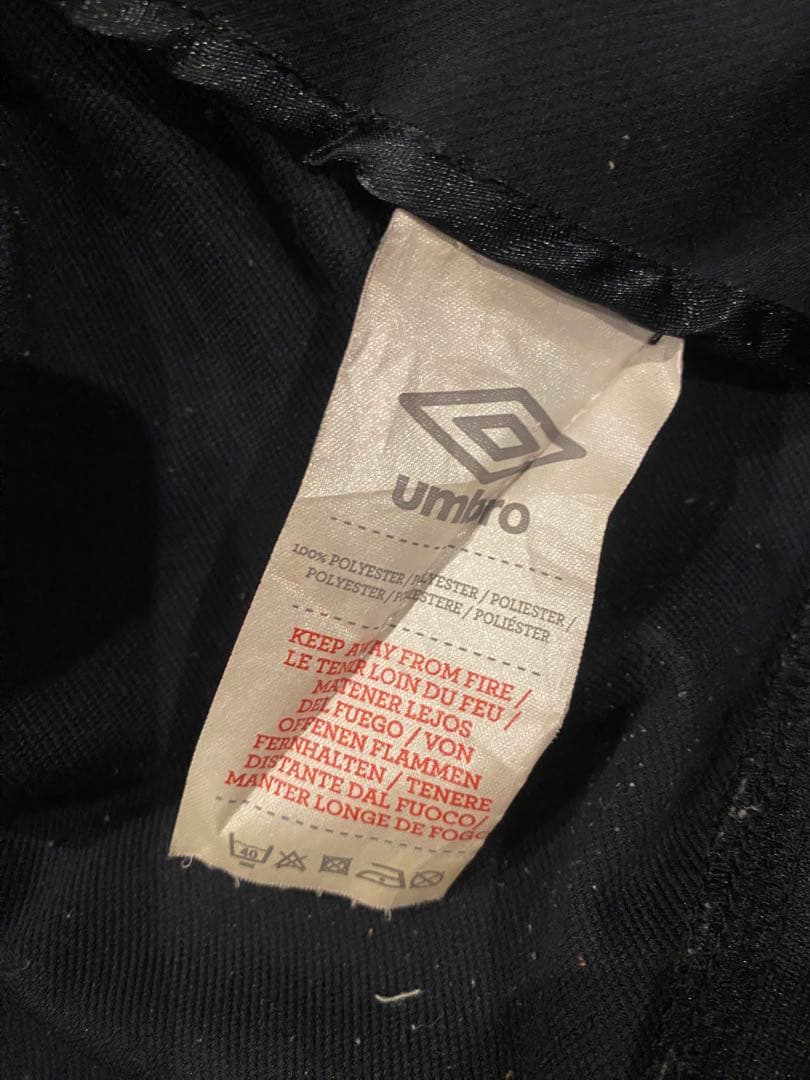 umbro
100% POLYESTER / POLYESTER / POLIESTER /
POLYESTER / POLIESTERE / POLIÉSTER
KEEP AWAY FROM FIRE /
LE TENIR LOIN DU FEU /
MATENER LEJOS
DEL FUEGO / VON
OFFENEN FLAMMEN
FERNHALTEN / TENERE
DISTANTE DAL FUOCO/
MANTER LONGE DE FOGO
40